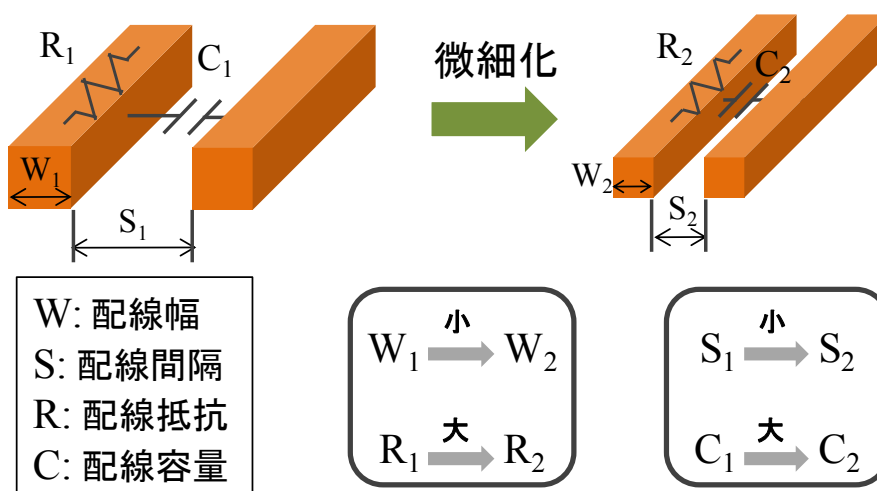 R₁
C₁
W₁
S₁
微細化
R₂
C₂
W₂
S₂
W: 配線幅
S: 配線間隔
R: 配線抵抗
C: 配線容量
小
W₁ W₂
大
R₁ R₂
小
S₁ S₂
大
C₁ C₂